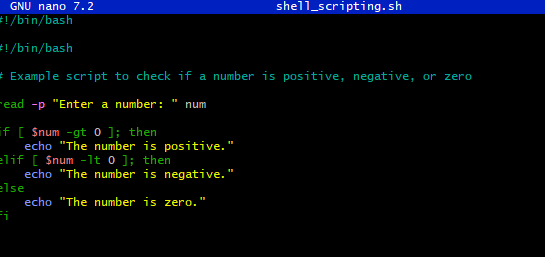 GNU nano 7.2 shell_scripting.sh
#!/bin/bash
#!/bin/bash
# Example script to check if a number is positive, negative, or zero
read -p "Enter a number: " num
if [ $num -gt 0 ]; then
    echo "The number is positive."
elif [ $num -lt 0 ]; then
    echo "The number is negative."
else
    echo "The number is zero."
fi